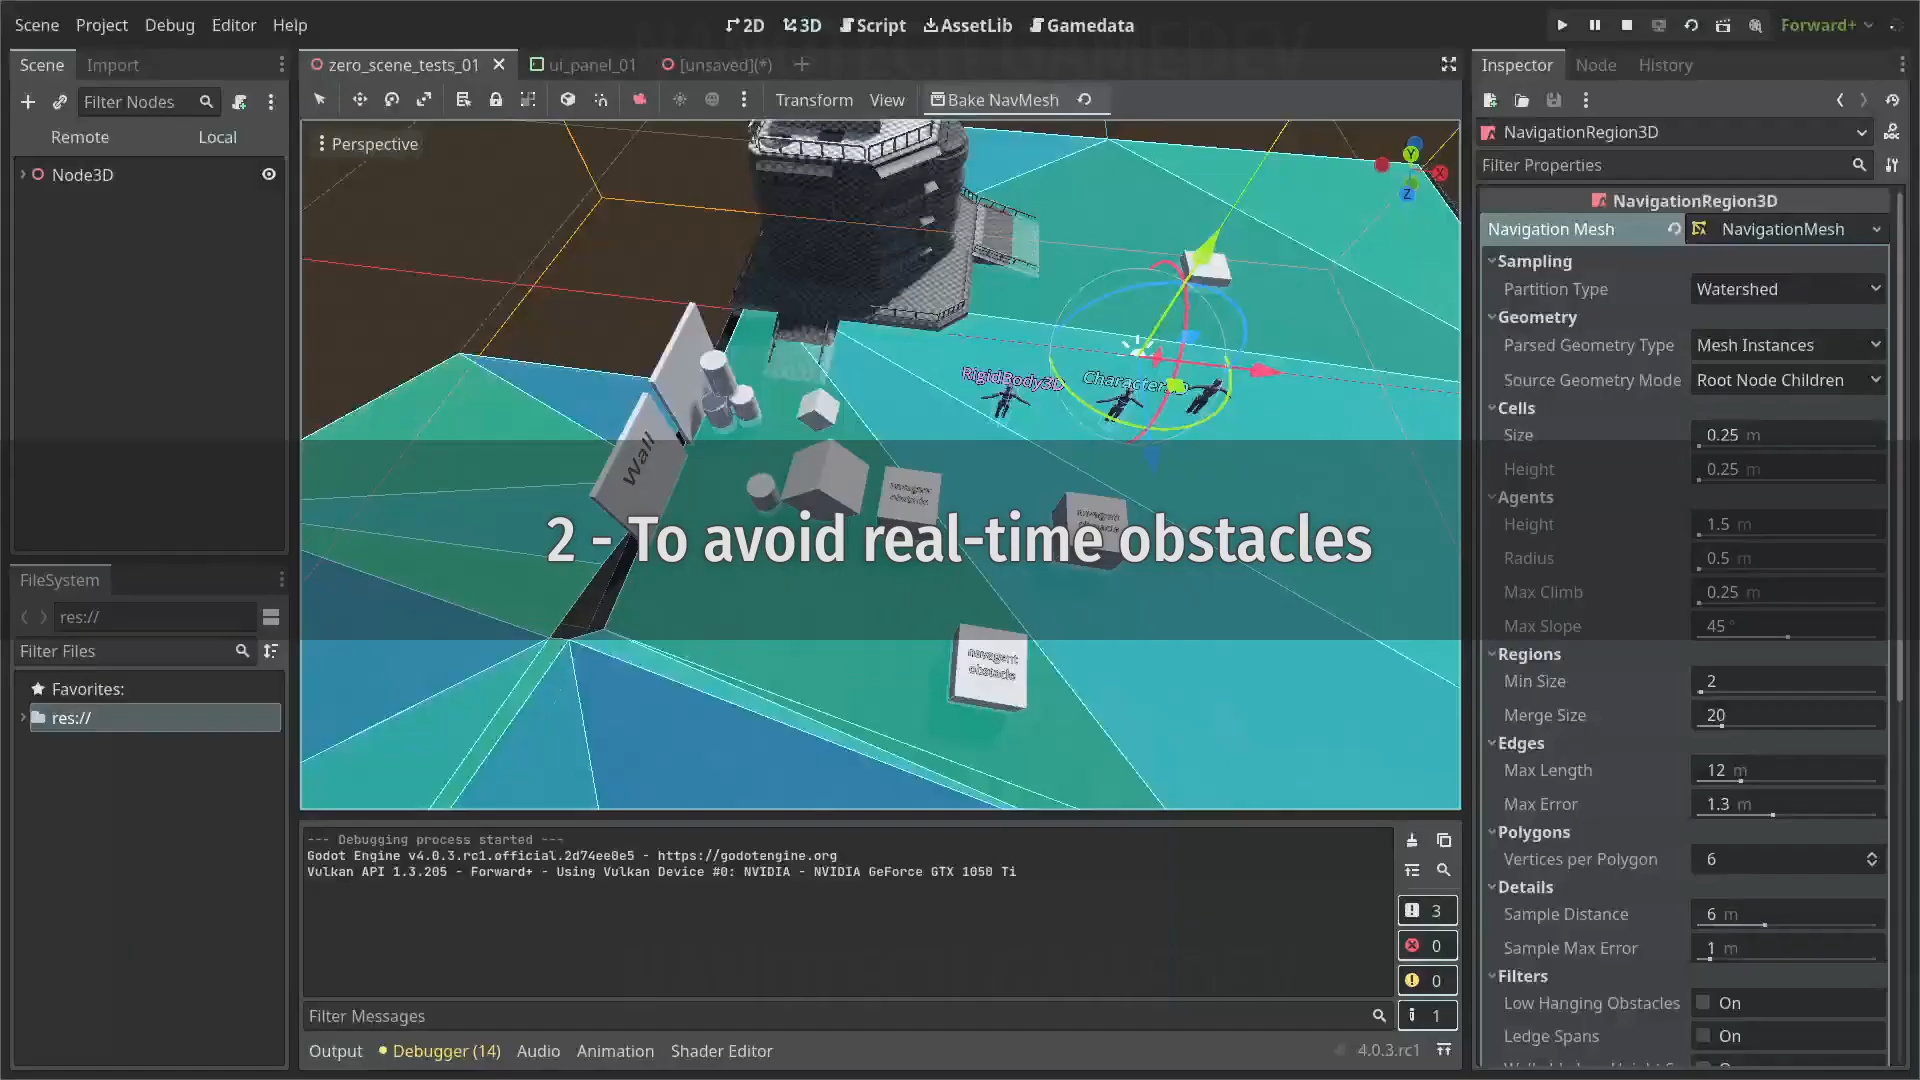 Scene Project Debug Editor Help
2D 3D Script AssetLib Gamedata
Forward+
Scene Import
Filter Nodes
Remote Local
Node3D
FileSystem
res://
Filter Files
Favorites:
res://
zero_scene_tests_01 ui_panel_01 [unsaved](*)
Transform View Bake NavMesh
Perspective
Y
X
Z
RigidBody3D
Wall
navagent
obstacle
2 - To avoid real-time obstacles
navagent
obstacle
--- Debugging process started ---
Godot Engine v4.0.3.rc1.official.2d74ee0e5 - https://godotengine.org
Vulkan API 1.3.205 - Forward+ - Using Vulkan Device #0: NVIDIA - NVIDIA GeForce GTX 1050 Ti
3
0
0
1
Filter Messages
Output Debugger (14) Audio Animation Shader Editor
4.0.3.rc1
Inspector Node History
NavigationRegion3D
Filter Properties
NavigationRegion3D
Navigation Mesh NavigationMesh
Sampling
Partition Type Watershed
Geometry
Parsed Geometry Type Mesh Instances
Source Geometry Mode Root Node Children
Cells
Size 0.25 m
Height 0.25 m
Agents
Height 1.5 m
Radius 0.5 m
Max Climb 0.25 m
Max Slope 45 °
Regions
Min Size 2
Merge Size 20
Edges
Max Length 12 m
Max Error 1.3 m
Polygons
Vertices per Polygon 6
Details
Sample Distance 6 m
Sample Max Error 1 m
Filters
Low Hanging Obstacles On
Ledge Spans On